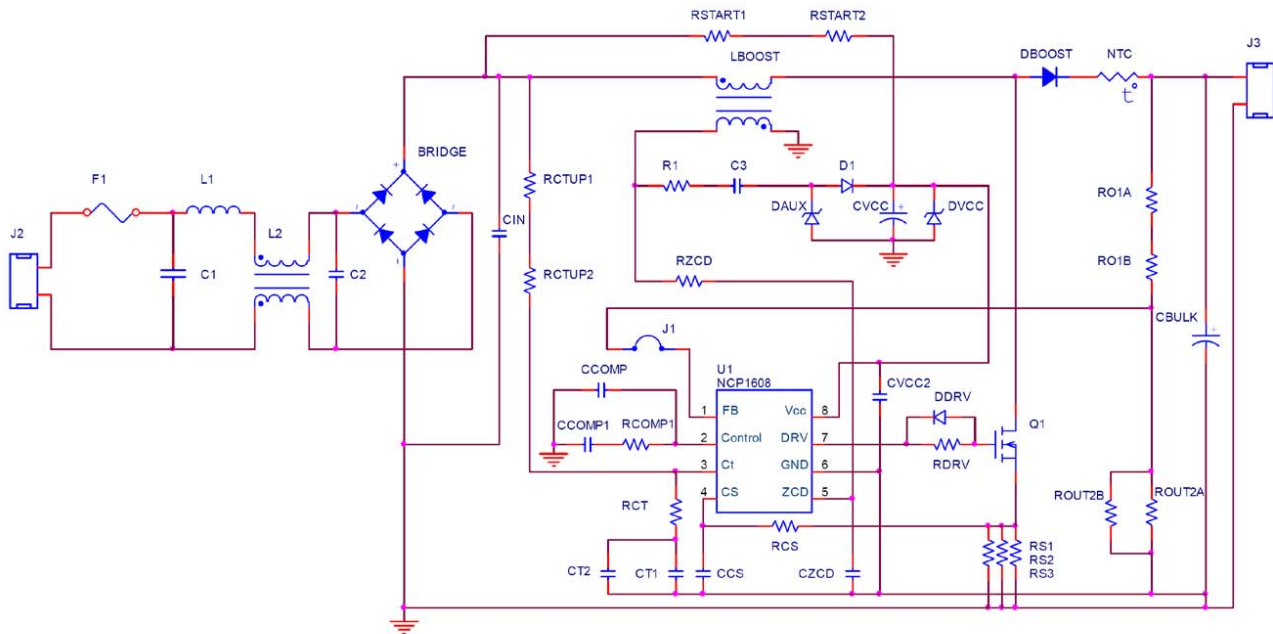 RSTART1
RSTART2
LBOOST
DBOOST
NTC
J3
t°
BRIDGE
+
-
F1
L1
J2
C1
L2
C2
CIN
RCTUP1
RCTUP2
R1
C3
D1
DAUX
CVCC
+
DVCC
RZCD
RO1A
RO1B
CBULK
+
J1
CCOMP
CCOMP1
RCOMP1
U1
NCP1608
1 FB Vcc 8
2 Control DRV 7
3 Ct GND 6
4 CS ZCD 5
CVCC2
DDRV
RDRV
Q1
ROUT2B
ROUT2A
RCT
RCS
RS1
RS2
RS3
CT2
CT1
CCS
CZCD